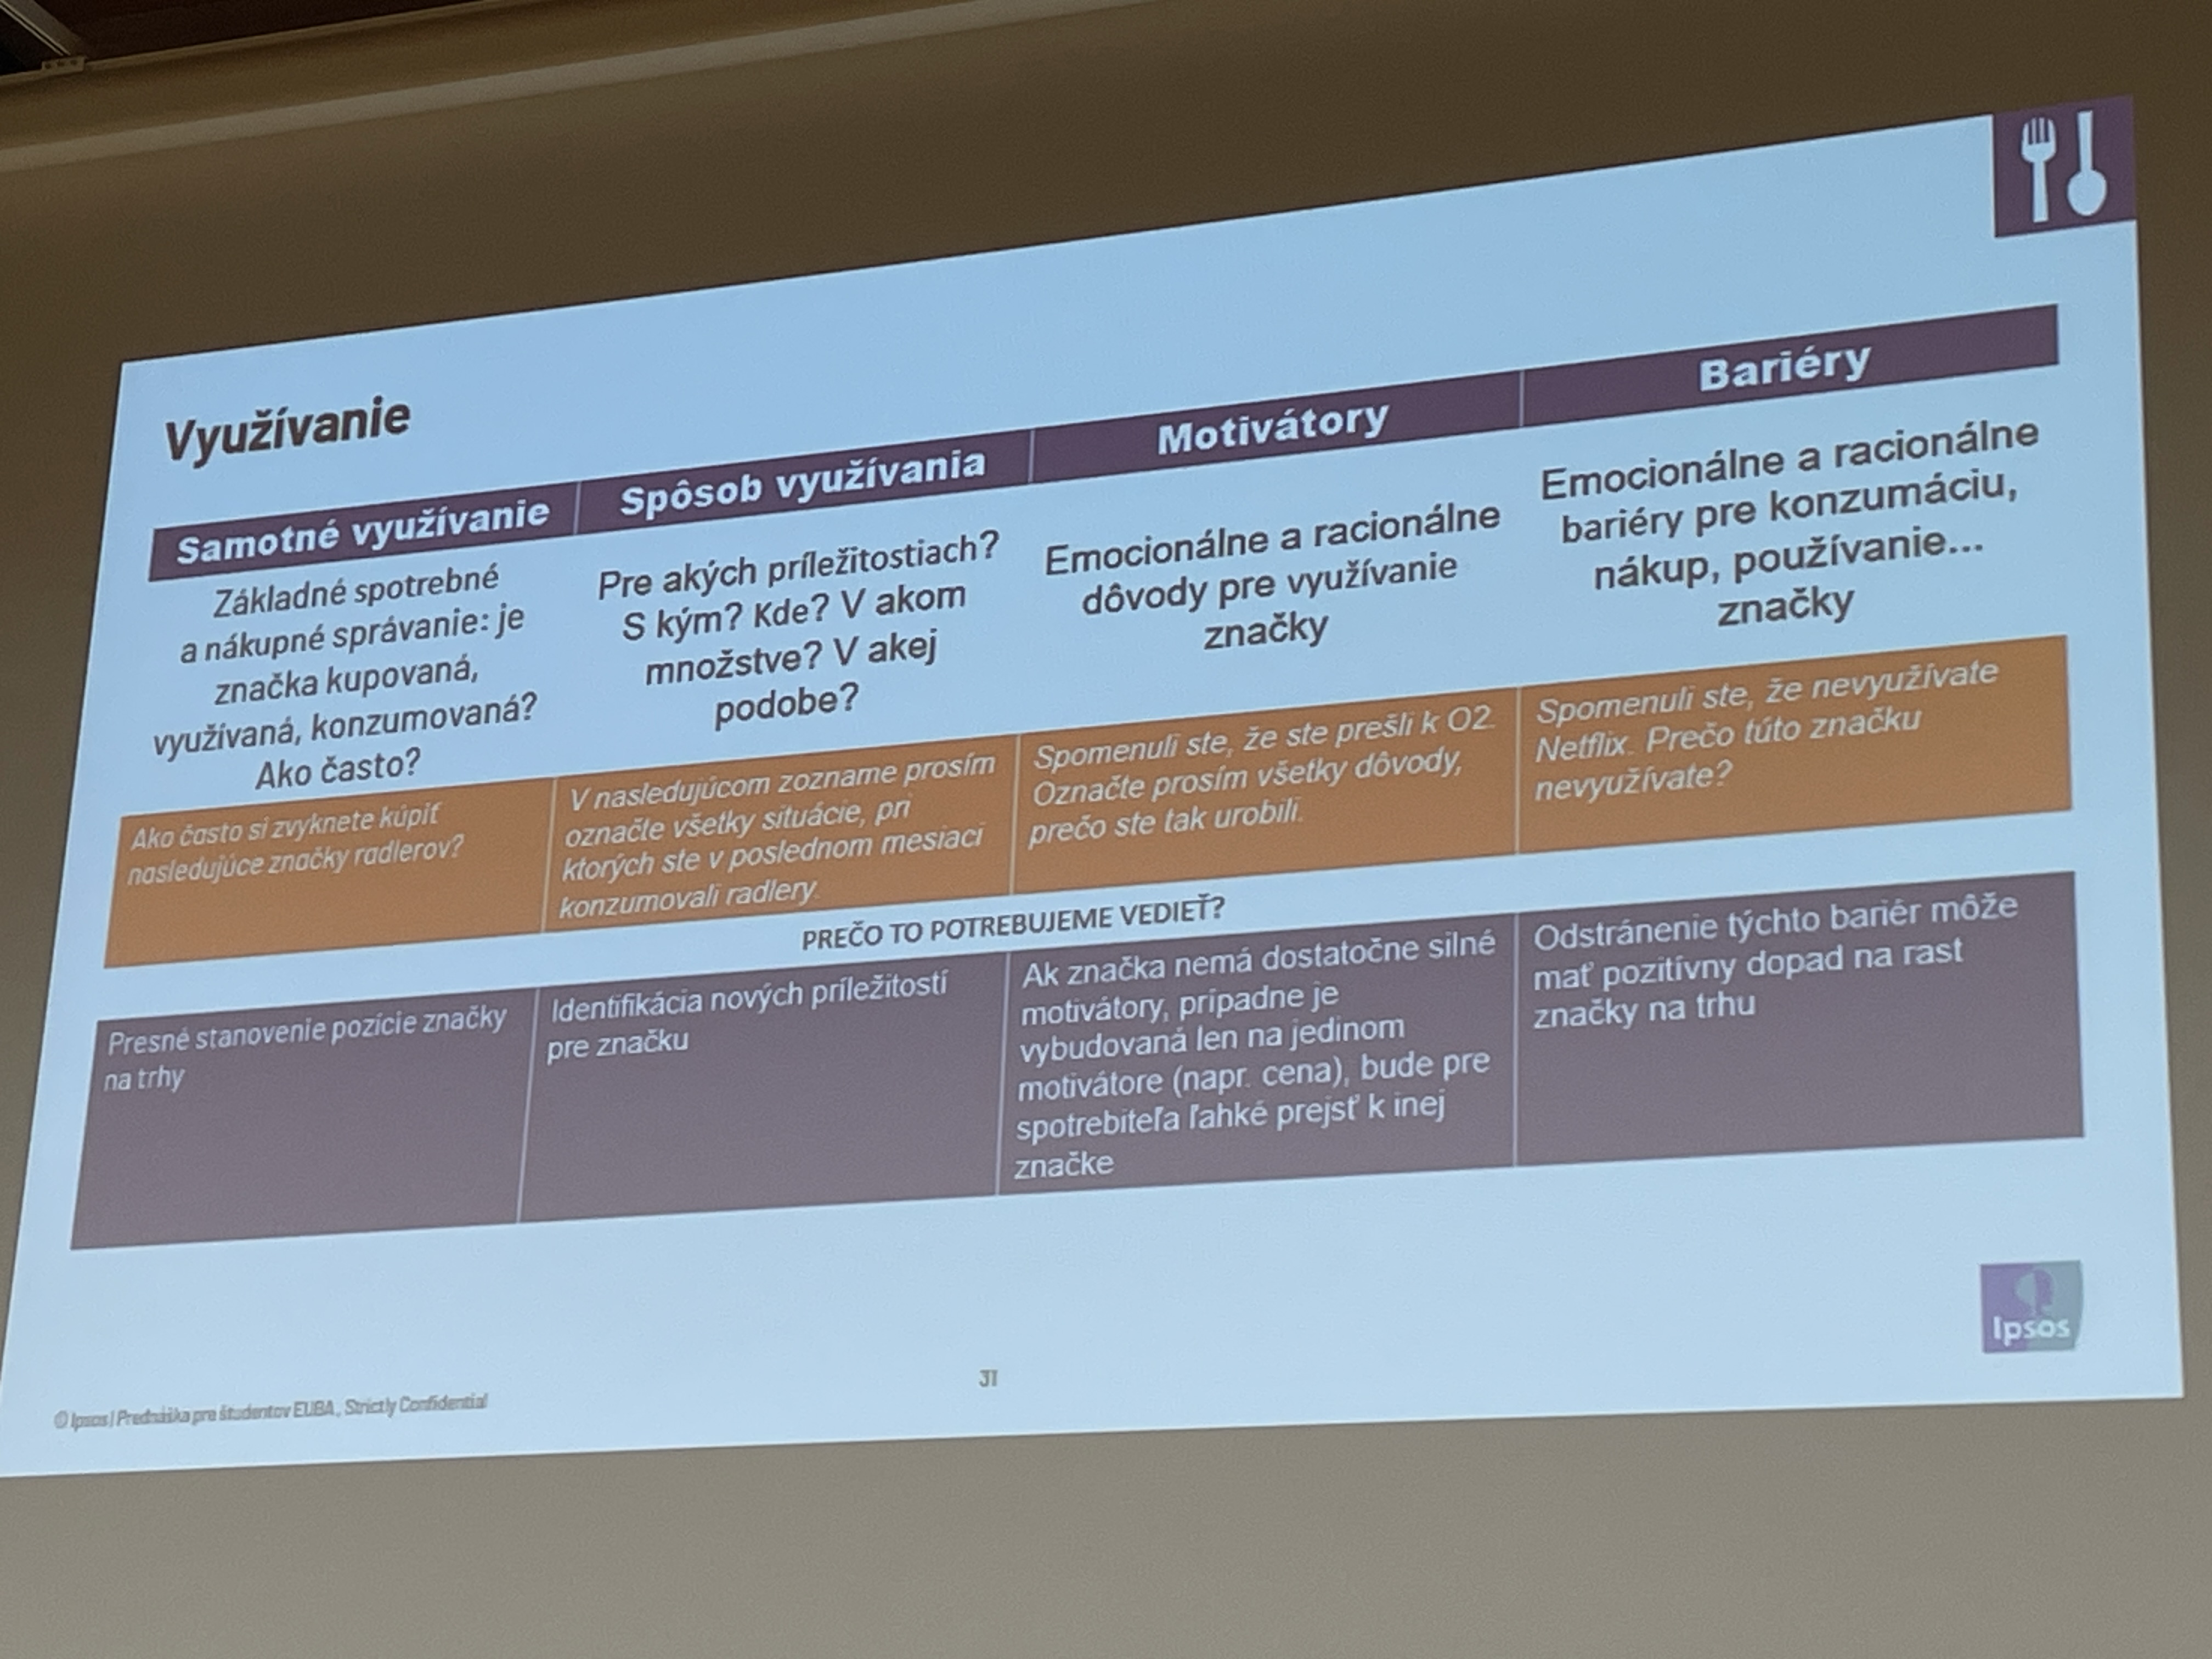 Využívanie
Samotné využívanie
Spôsob využívania
Motivátory
Bariéry
Základné spotrebné
a nákupné správanie: je
značka kupovaná,
využívaná, konzumovaná?
Ako často?
Pre akých príležitostiach?
S kým? Kde? V akom
množstve? V akej
podobe?
Emocionálne a racionálne
dôvody pre využívanie
značky
Emocionálne a racionálne
bariéry pre konzumáciu,
nákup, používanie...
značky
Ako často si zvyknete kúpiť
nasledujúce značky radlerov?
V nasledujúcom zozname prosím
označte všetky situácie, pri
ktorých ste v poslednom mesiaci
konzumovali radlery.
Spomenuli ste, že ste prešli k O2.
Označte prosím všetky dôvody,
prečo ste tak urobili.
Spomenuli ste, že nevyužívate
Netflix. Prečo túto značku
nevyužívate?
PREČO TO POTREBUJEME VEDIEŤ?
Presné stanovenie pozície značky
na trhy
Identifikácia nových príležitostí
pre značku
Ak značka nemá dostatočne silné
motivátory, prípadne je
vybudovaná len na jedinom
motivátore (napr. cena), bude pre
spotrebiteľa ľahké prejsť k inej
značke
Odstránenie týchto bariér môže
mať pozitívny dopad na rast
značky na trhu
Ipsos
© Ipsos | Prednáška pre študentov EUBA, Strictly Confidential